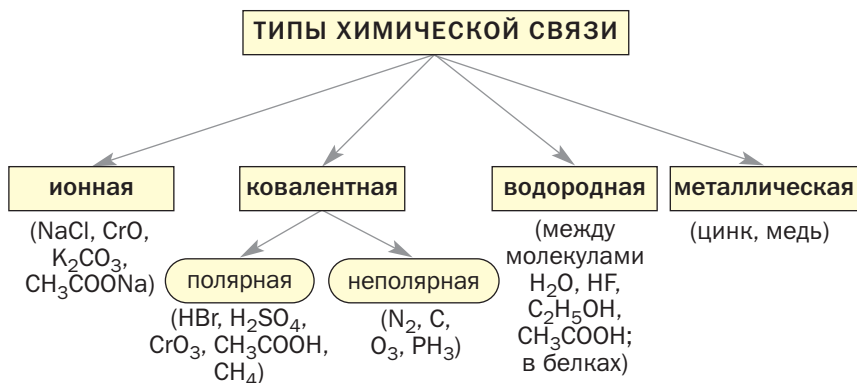 ТИПЫ ХИМИЧЕСКОЙ СВЯЗИ
ионная
(NaCl, CrO,
K₂CO₃,
CH₃COONa)
ковалентная
полярная
(HBr, H₂SO₄,
CrO₃, CH₃COOH,
CH₄)
неполярная
(N₂, C,
O₃, PH₃)
водородная
(между
молекулами
H₂O, HF,
C₂H₅OH,
CH₃COOH;
в белках)
металлическая
(цинк, медь)